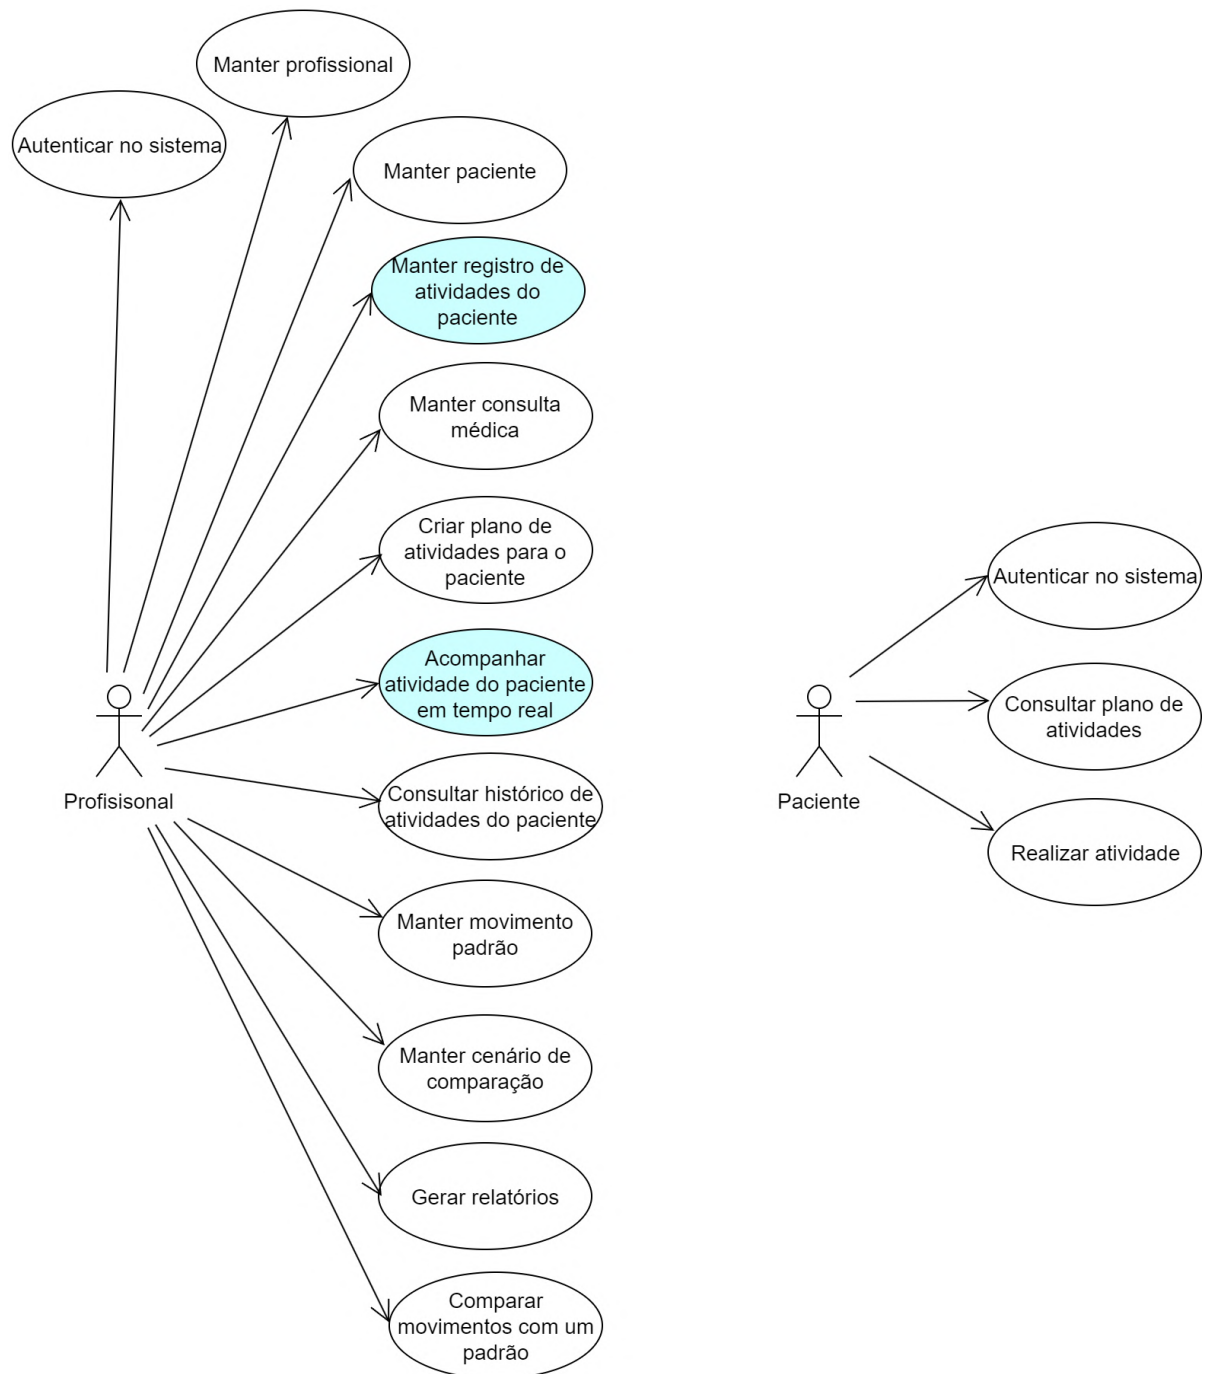 Manter profissional
Autenticar no sistema
Manter paciente
Manter registro de
atividades do
paciente
Manter consulta
médica
Criar plano de
atividades para o
paciente
Acompanhar
atividade do paciente
em tempo real
Profisisonal
Consultar histórico de
atividades do paciente
Manter movimento
padrão
Manter cenário de
comparação
Gerar relatórios
Comparar
movimentos com um
padrão
Autenticar no sistema
Consultar plano de
atividades
Paciente
Realizar atividade